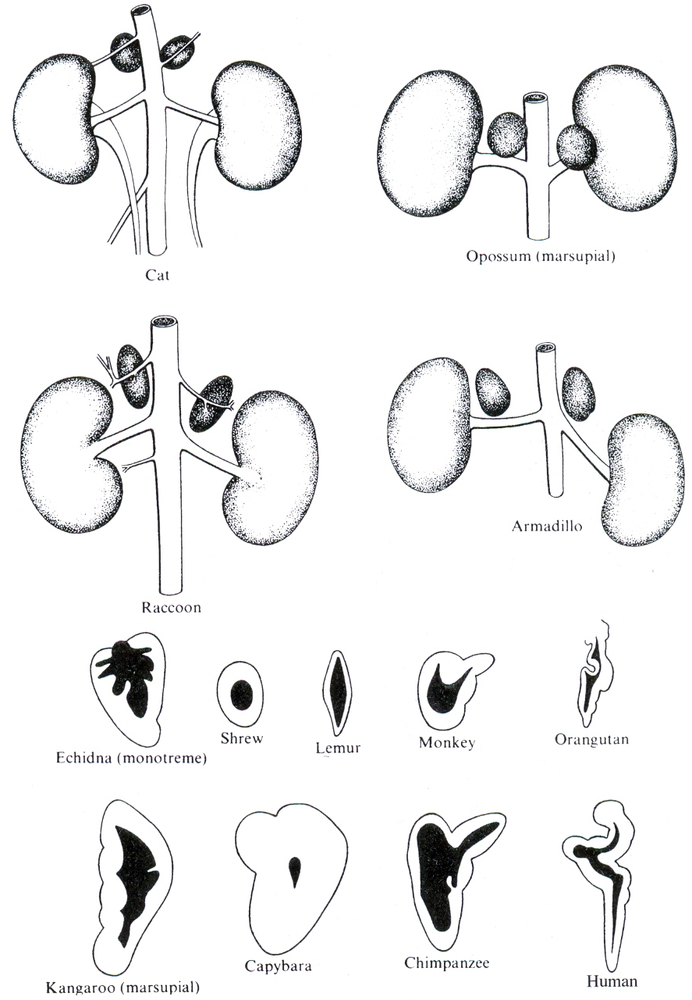 Cat
Opossum (marsupial)
Raccoon
Armadillo
Echidna (monotreme)
Shrew
Lemur
Monkey
Orangutan
Kangaroo (marsupial)
Capybara
Chimpanzee
Human